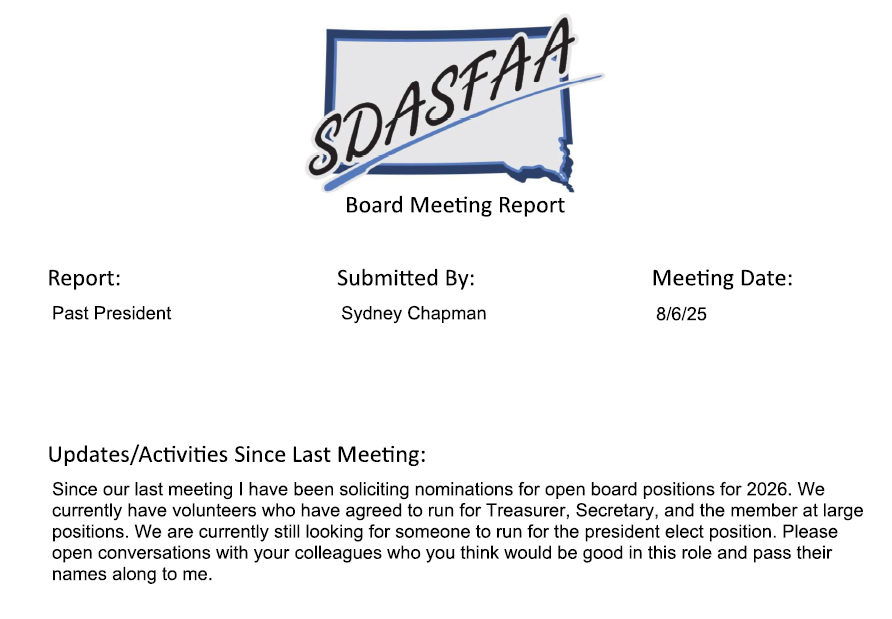 SDASFAA
Board Meeting Report
Report:
Submitted By:
Meeting Date:
Past President
Sydney Chapman
8/6/25
Updates/Activities Since Last Meeting:
Since our last meeting I have been soliciting nominations for open board positions for 2026. We
currently have volunteers who have agreed to run for Treasurer, Secretary, and the member at large
positions. We are currently still looking for someone to run for the president elect position. Please
open conversations with your colleagues who you think would be good in this role and pass their
names along to me.